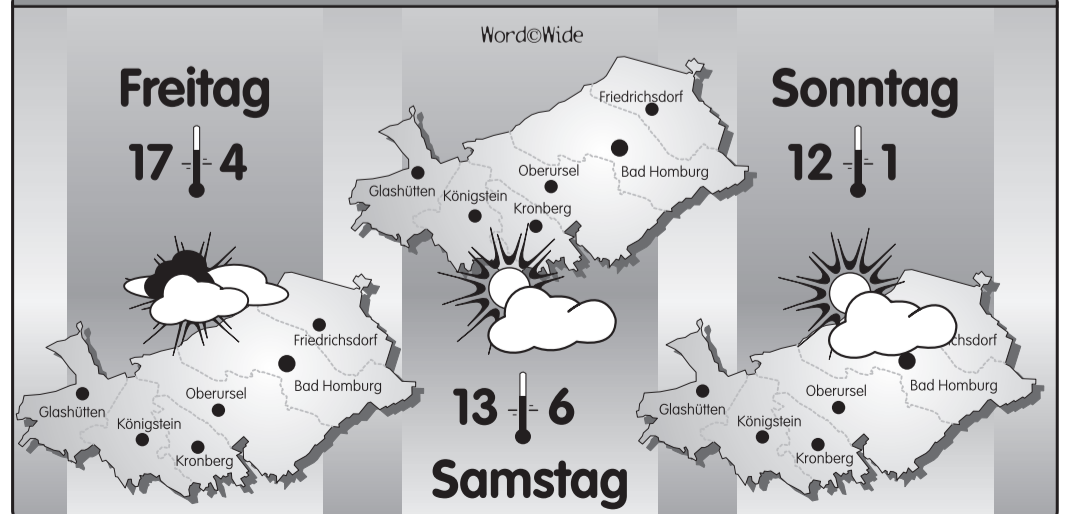 Word©Wide
Freitag
17 4
Friedrichsdorf
Bad Homburg
Oberursel
Glashütten
Königstein
Kronberg
Friedrichsdorf
Bad Homburg
Oberursel
Glashütten
Königstein
Kronberg
13 6
Samstag
Sonntag
12 1
chsdorf
Bad Homburg
Oberursel
Glashütten
Königstein
Kronberg